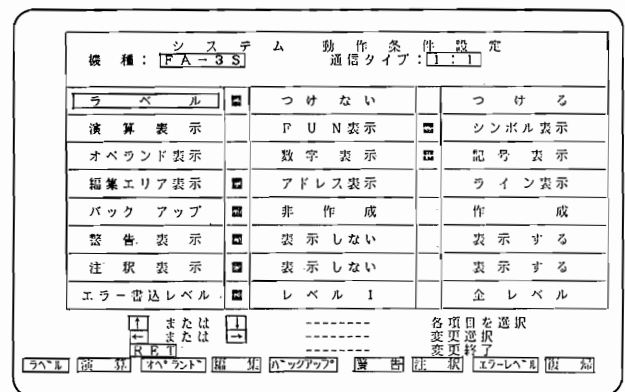 システム 動作条件設定
機種: FA-3S 通信タイプ: 1:1
ラベル つけない つける
演算表示 FUN表示 シンボル表示
オペランド表示 数字表示 記号表示
編集エリア表示 アドレス表示 ライン表示
バックアップ 非作成 作成
警告表示 表示しない 表示する
注釈表示 表示しない 表示する
エラー書込レベル レベル1 全レベル
↑ または ↓ -------- 各項目を選択
← または → -------- 変更選択
RET -------- 変更終了
ラベル 演算 オペランド 編集 バックアップ 警告 注釈 エラーレベル 復帰